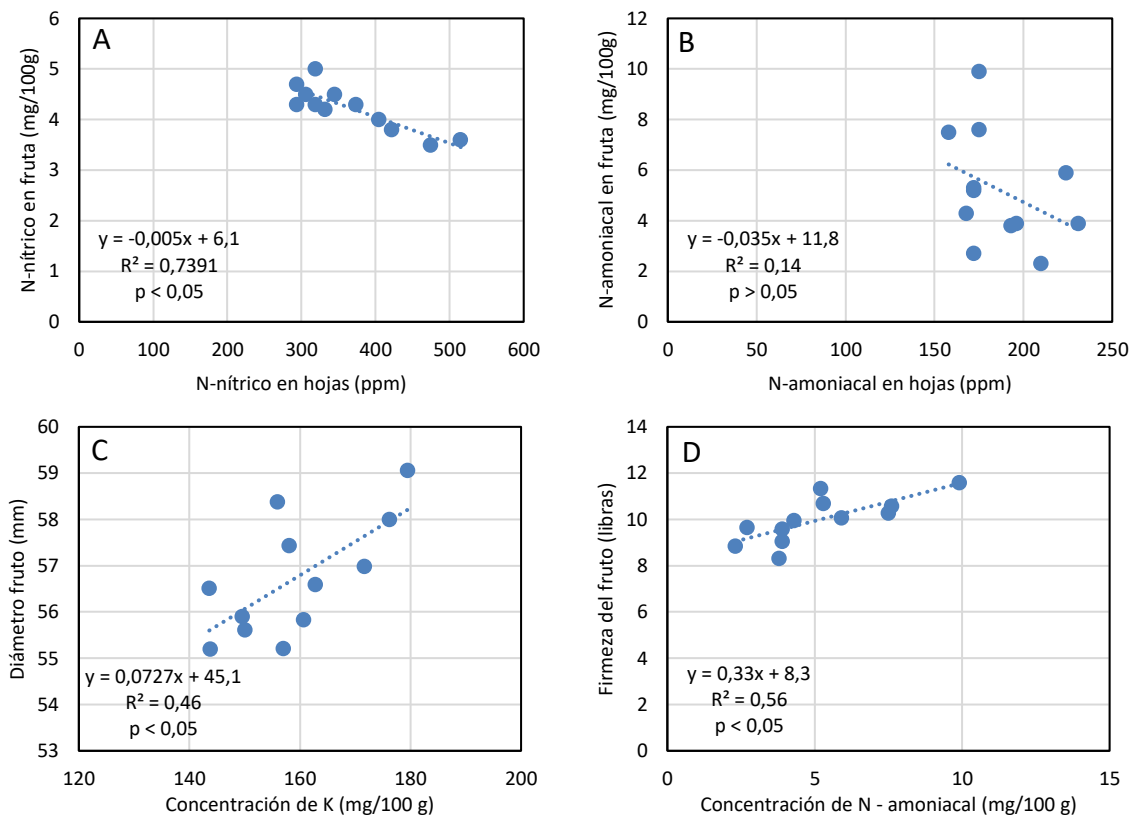 A
N-nítrico en fruta (mg/100g)
6
5
4
3
2
1
0
y = -0,005x + 6,1
R² = 0,7391
p < 0,05
0 100 200 300 400 500 600
N-nítrico en hojas (ppm)
B
N-amoniacal en fruta (mg/100g)
12
10
8
6
4
2
0
y = -0,035x + 11,8
R² = 0,14
p > 0,05
0 50 100 150 200 250
N-amoniacal en hojas (ppm)
C
Diámetro fruto (mm)
60
59
58
57
56
55
54
53
y = 0,0727x + 45,1
R² = 0,46
p < 0,05
120 140 160 180 200
Concentración de K (mg/100 g)
D
Firmeza del fruto (libras)
14
12
10
8
6
4
2
0
y = 0,33x + 8,3
R² = 0,56
p < 0,05
0 5 10 15
Concentración de N - amoniacal (mg/100 g)